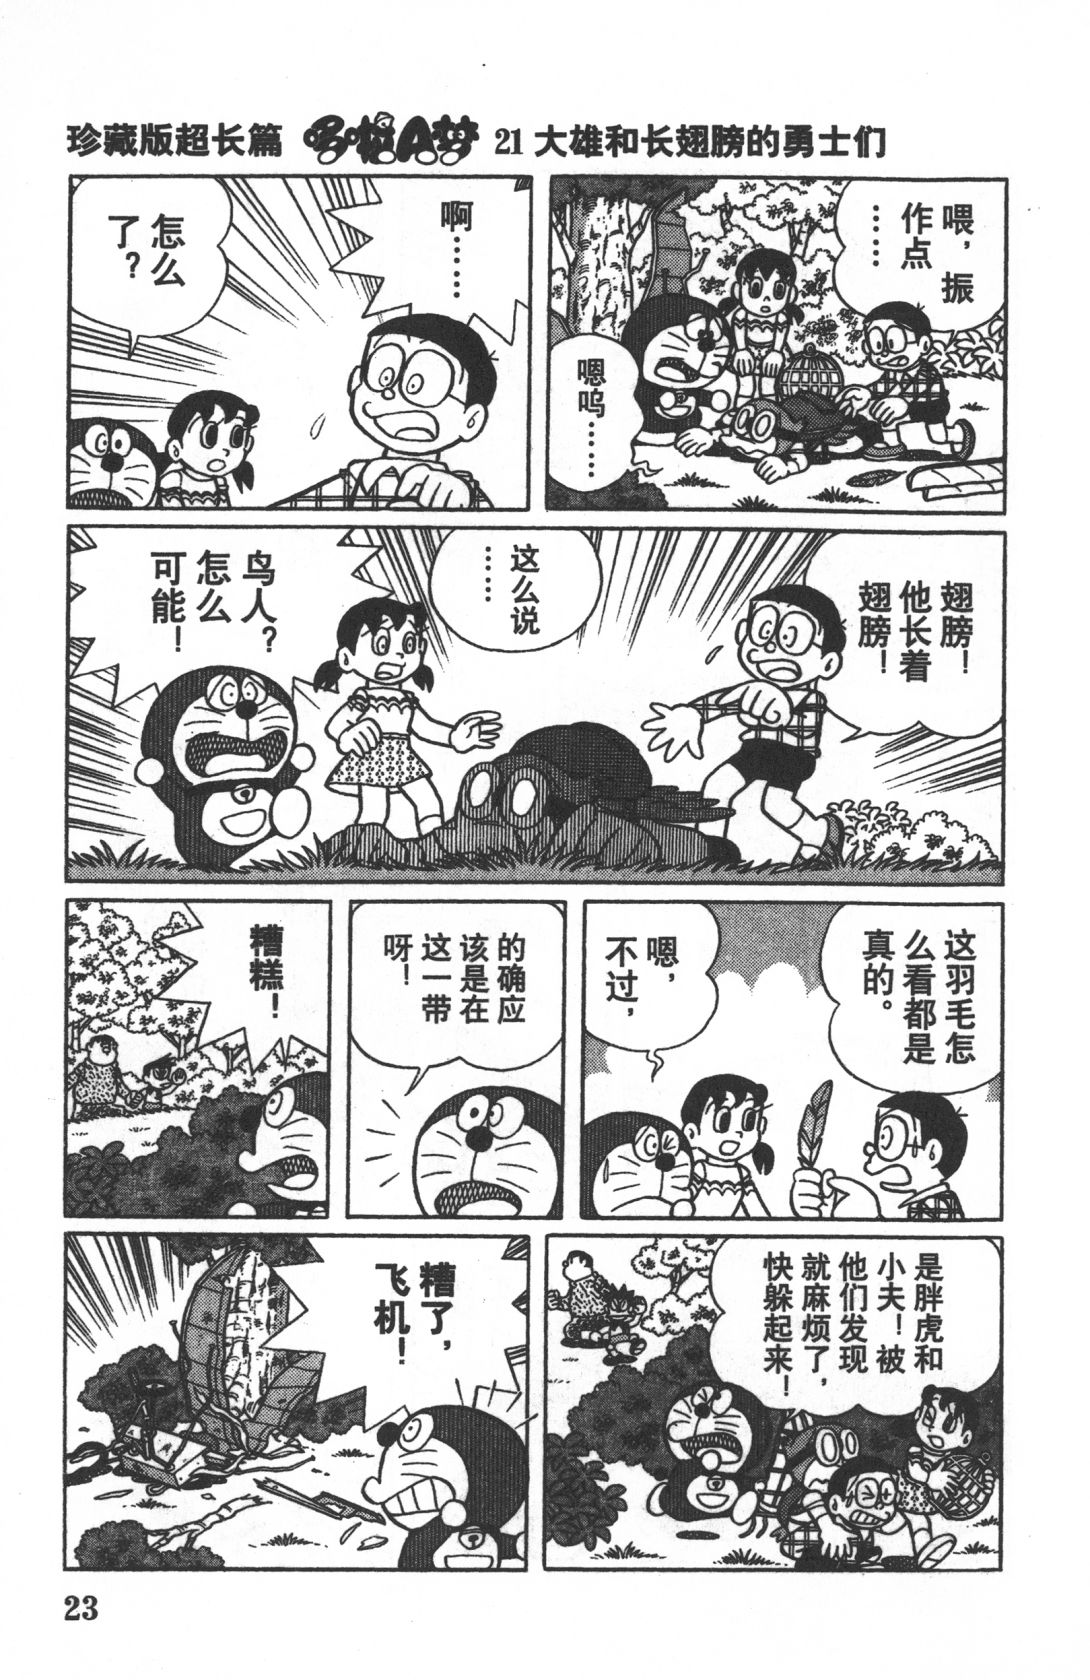 珍藏版超长篇 哆啦A梦 21 大雄和长翅膀的勇士们
喂，振
作点
……
嗯呜……
啊……
怎么
了？
翅膀！
他长着
翅膀！
这么说
……
鸟人？
怎么
可能！
这羽毛怎
么看都是
真的。
嗯，
不过，
的确应
该是在
这一带
呀！
糟糕！
是胖虎和
小夫！被
他们发现
就麻烦了，
快躲起来！
糟了，
飞机！
23